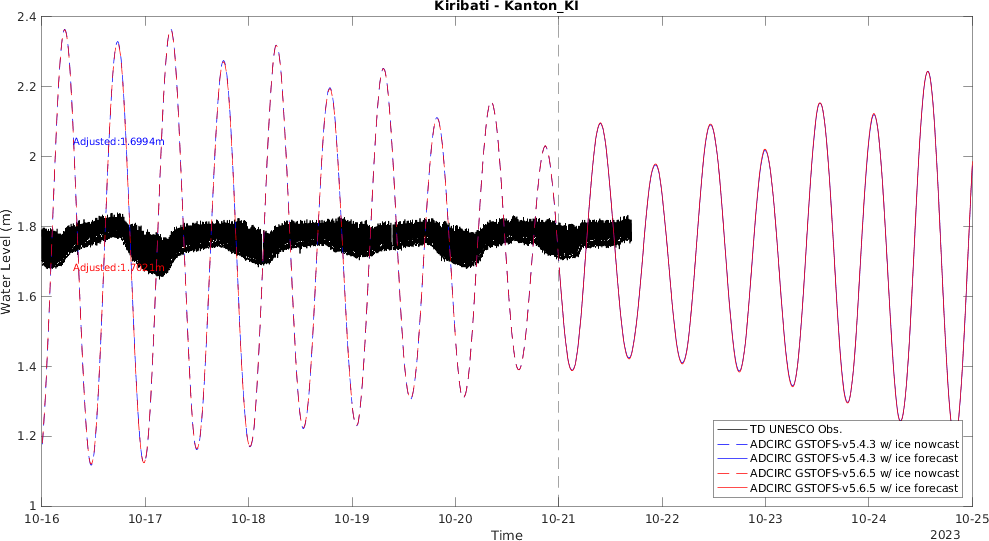 Kiribati - Kanton_KI
Water Level (m)
2.4
2.2
2
1.8
1.6
1.4
1.2
1
Adjusted:1.6994m
10-16
10-17
10-18
10-19
10-20
10-21
10-22
10-23
10-24
10-25
2023
Time
TD UNESCO Obs.
ADCIRC GSTOFS-v5.4.3 w/ ice nowcast
ADCIRC GSTOFS-v5.4.3 w/ ice forecast
ADCIRC GSTOFS-v5.6.5 w/ ice nowcast
ADCIRC GSTOFS-v5.6.5 w/ ice forecast